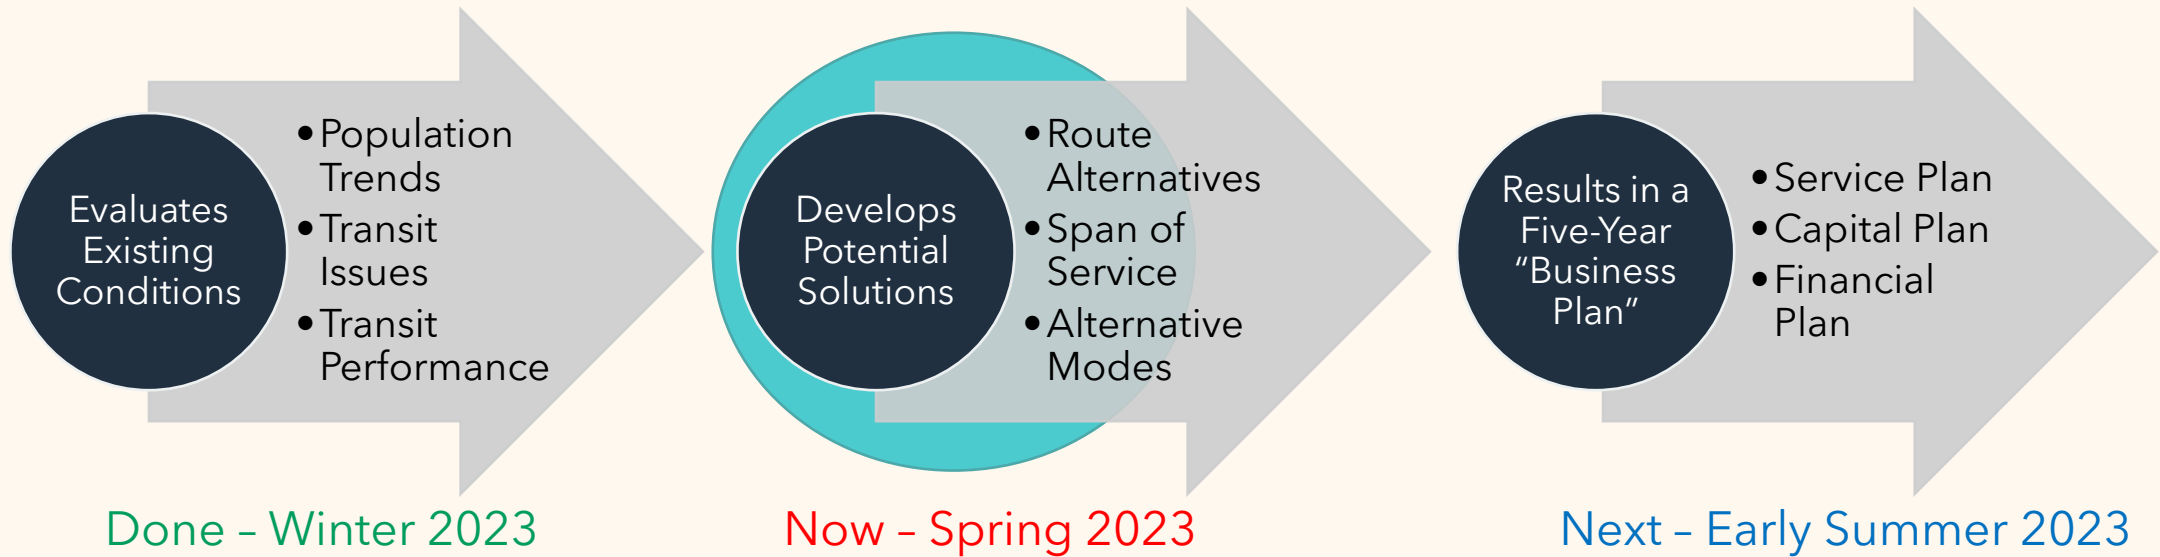 Evaluates
Existing
Conditions
•Population
Trends
•Transit
Issues
•Transit
Performance
Done – Winter 2023
Develops
Potential
Solutions
•Route
Alternatives
•Span of
Service
•Alternative
Modes
Now – Spring 2023
Results in a
Five-Year
“Business
Plan”
•Service Plan
•Capital Plan
•Financial
Plan
Next – Early Summer 2023